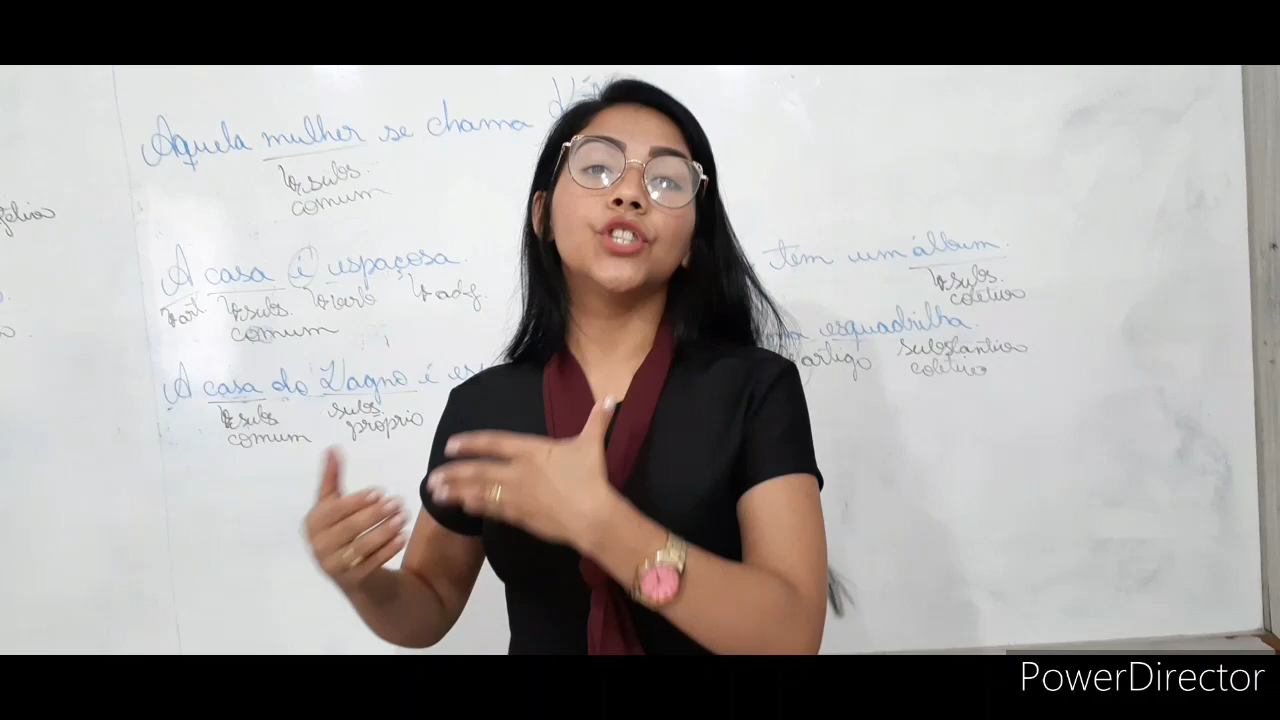 Aquela mulher se chama
subs.
comum
A casa é espaçosa.
art. subs. verbo adj.
comum
A casa do Vagno é
subs subs.
comum próprio
tem um álbum.
subs.
coletivo
esquadrilha.
artigo substantivo
coletivo
PowerDirector